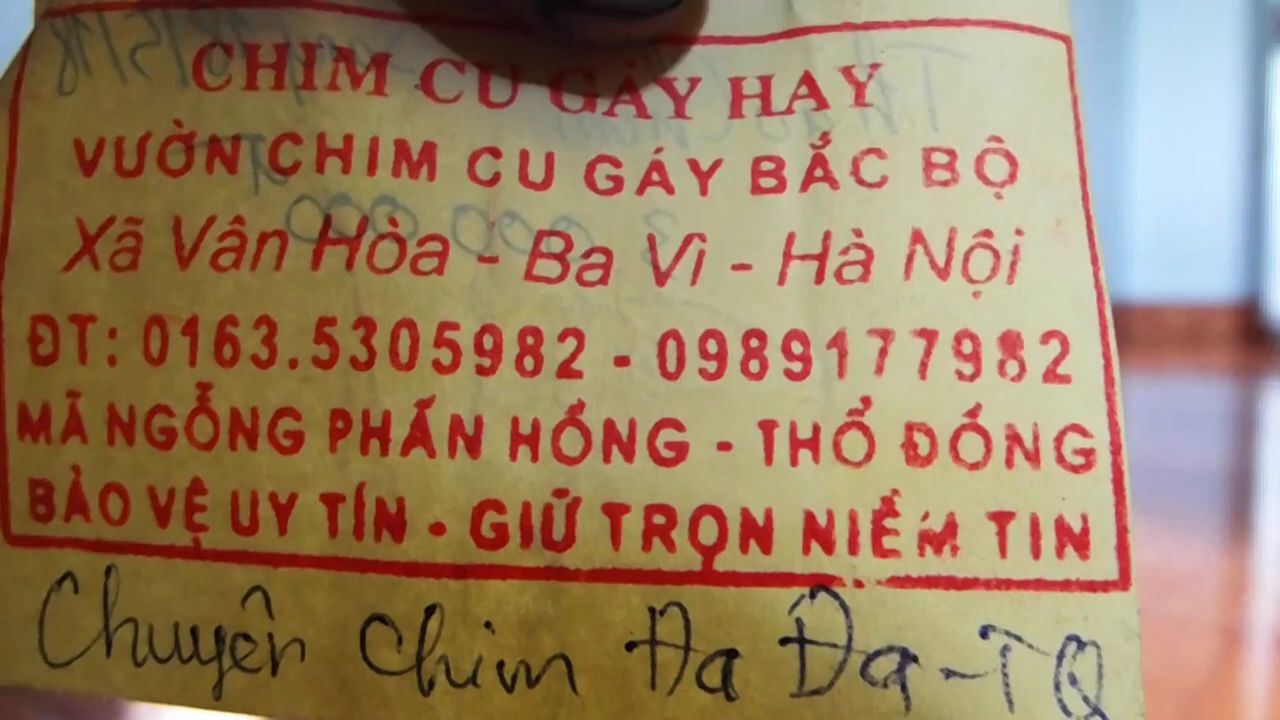 CHIM CU GÁY HAY
VƯỜN CHIM CU GÁY BẮC BỘ
Xã Vân Hòa - Ba Vì - Hà Nội
ĐT: 0163.5305982 - 0989177982
MÃ NGỖNG PHẤN HỒNG - THỔ ĐỒNG
BẢO VỆ UY TÍN - GIỮ TRỌN NIỀM TIN
Chuyên Chim Đa Đa - TQ